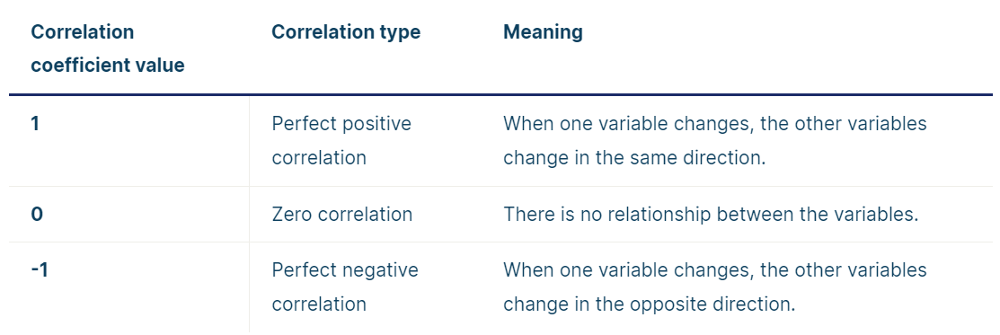 Correlation coefficient value
Correlation type
Meaning
1
Perfect positive correlation
When one variable changes, the other variables change in the same direction.
0
Zero correlation
There is no relationship between the variables.
-1
Perfect negative correlation
When one variable changes, the other variables change in the opposite direction.